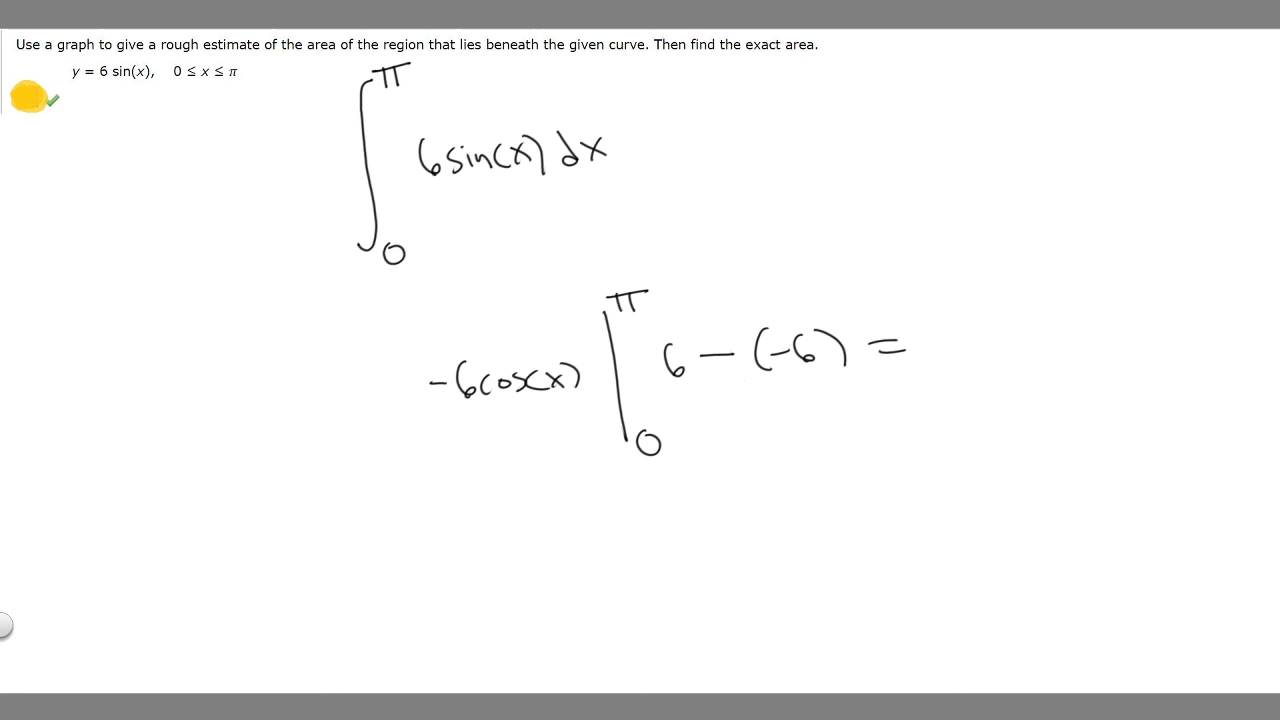 Use a graph to give a rough estimate of the area of the region that lies beneath the given curve. Then find the exact area.
y = 6 sin(x), 0 ≤ x ≤ π
π
6sin(x) dx
0
π
-6cos(x) 6 - (-6) =
0